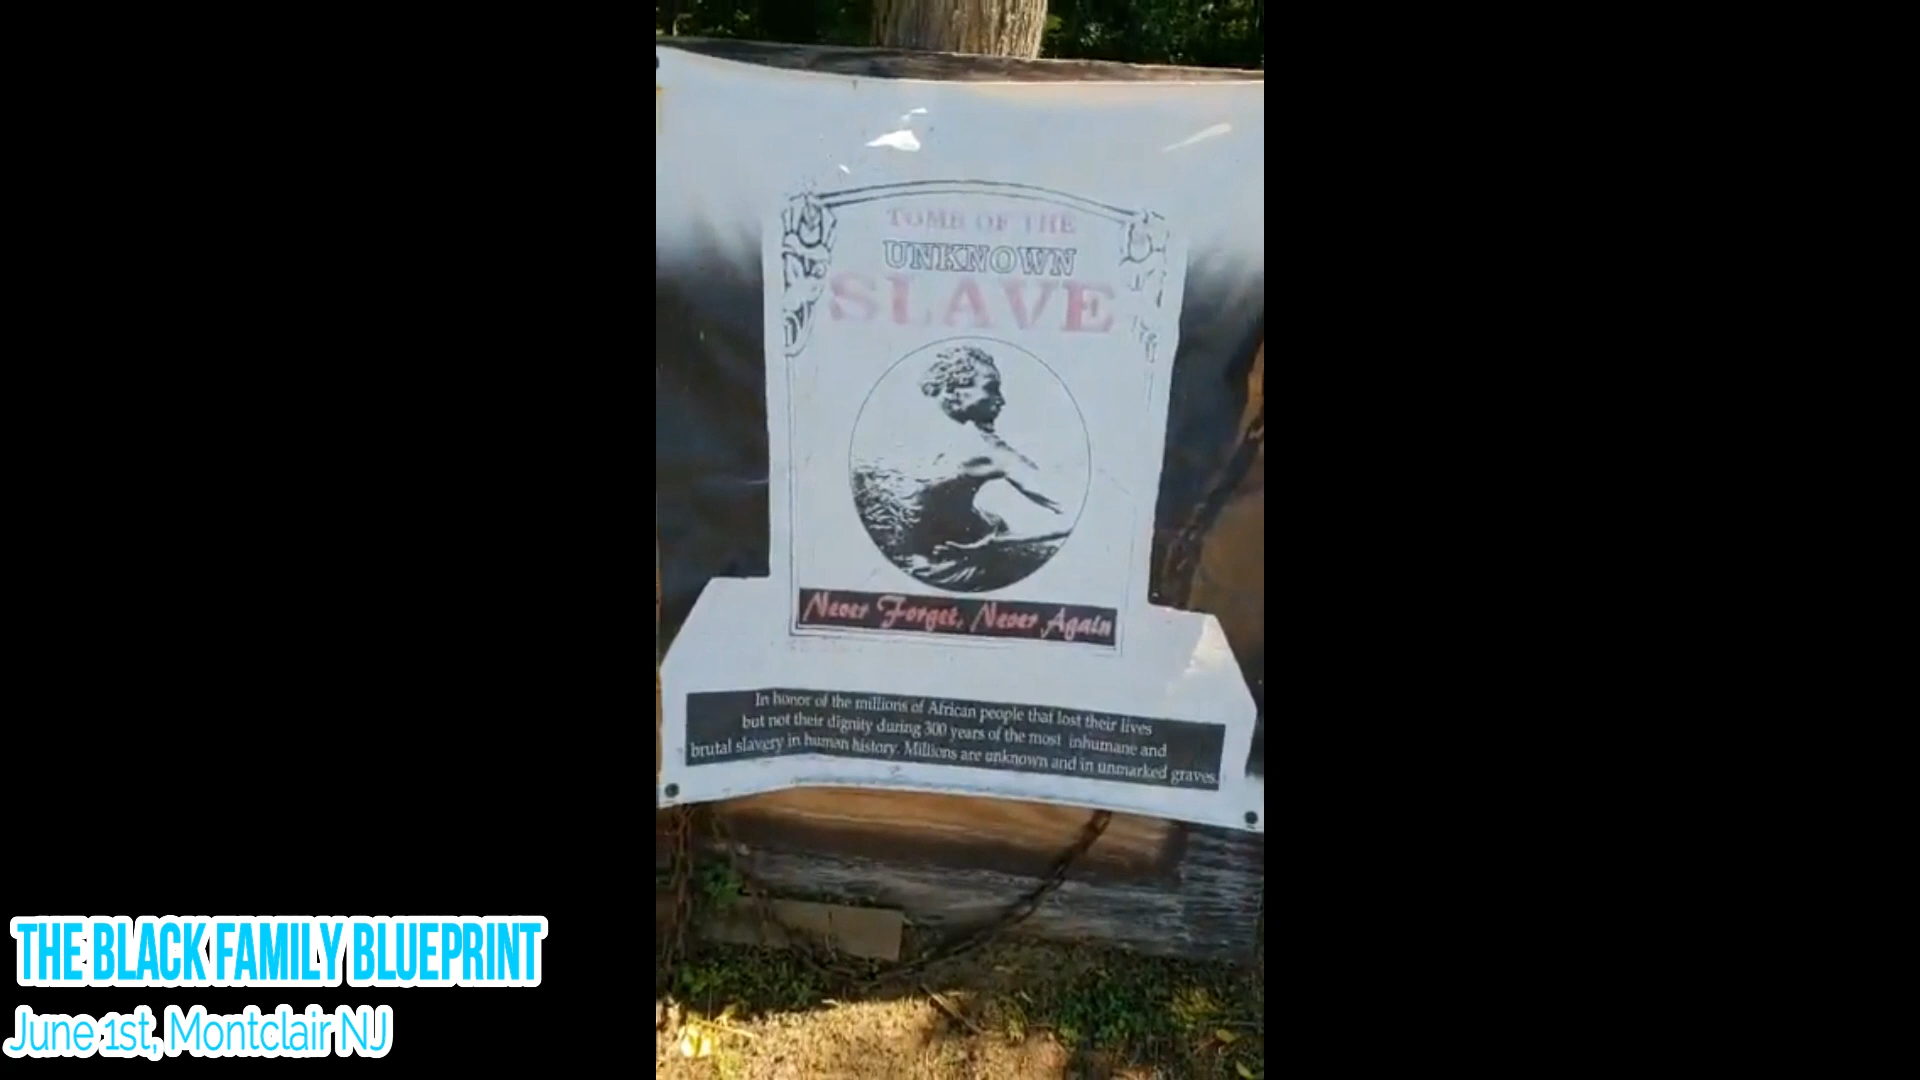 TOMB OF THE
UNKNOWN
SLAVE
Never Forget, Never Again
In honor of the millions of African people that lost their lives
but not their dignity during 300 years of the most inhumane and
brutal slavery in human history. Millions are unknown and in unmarked graves.
THE BLACK FAMILY BLUEPRINT
June 1st, Montclair NJ